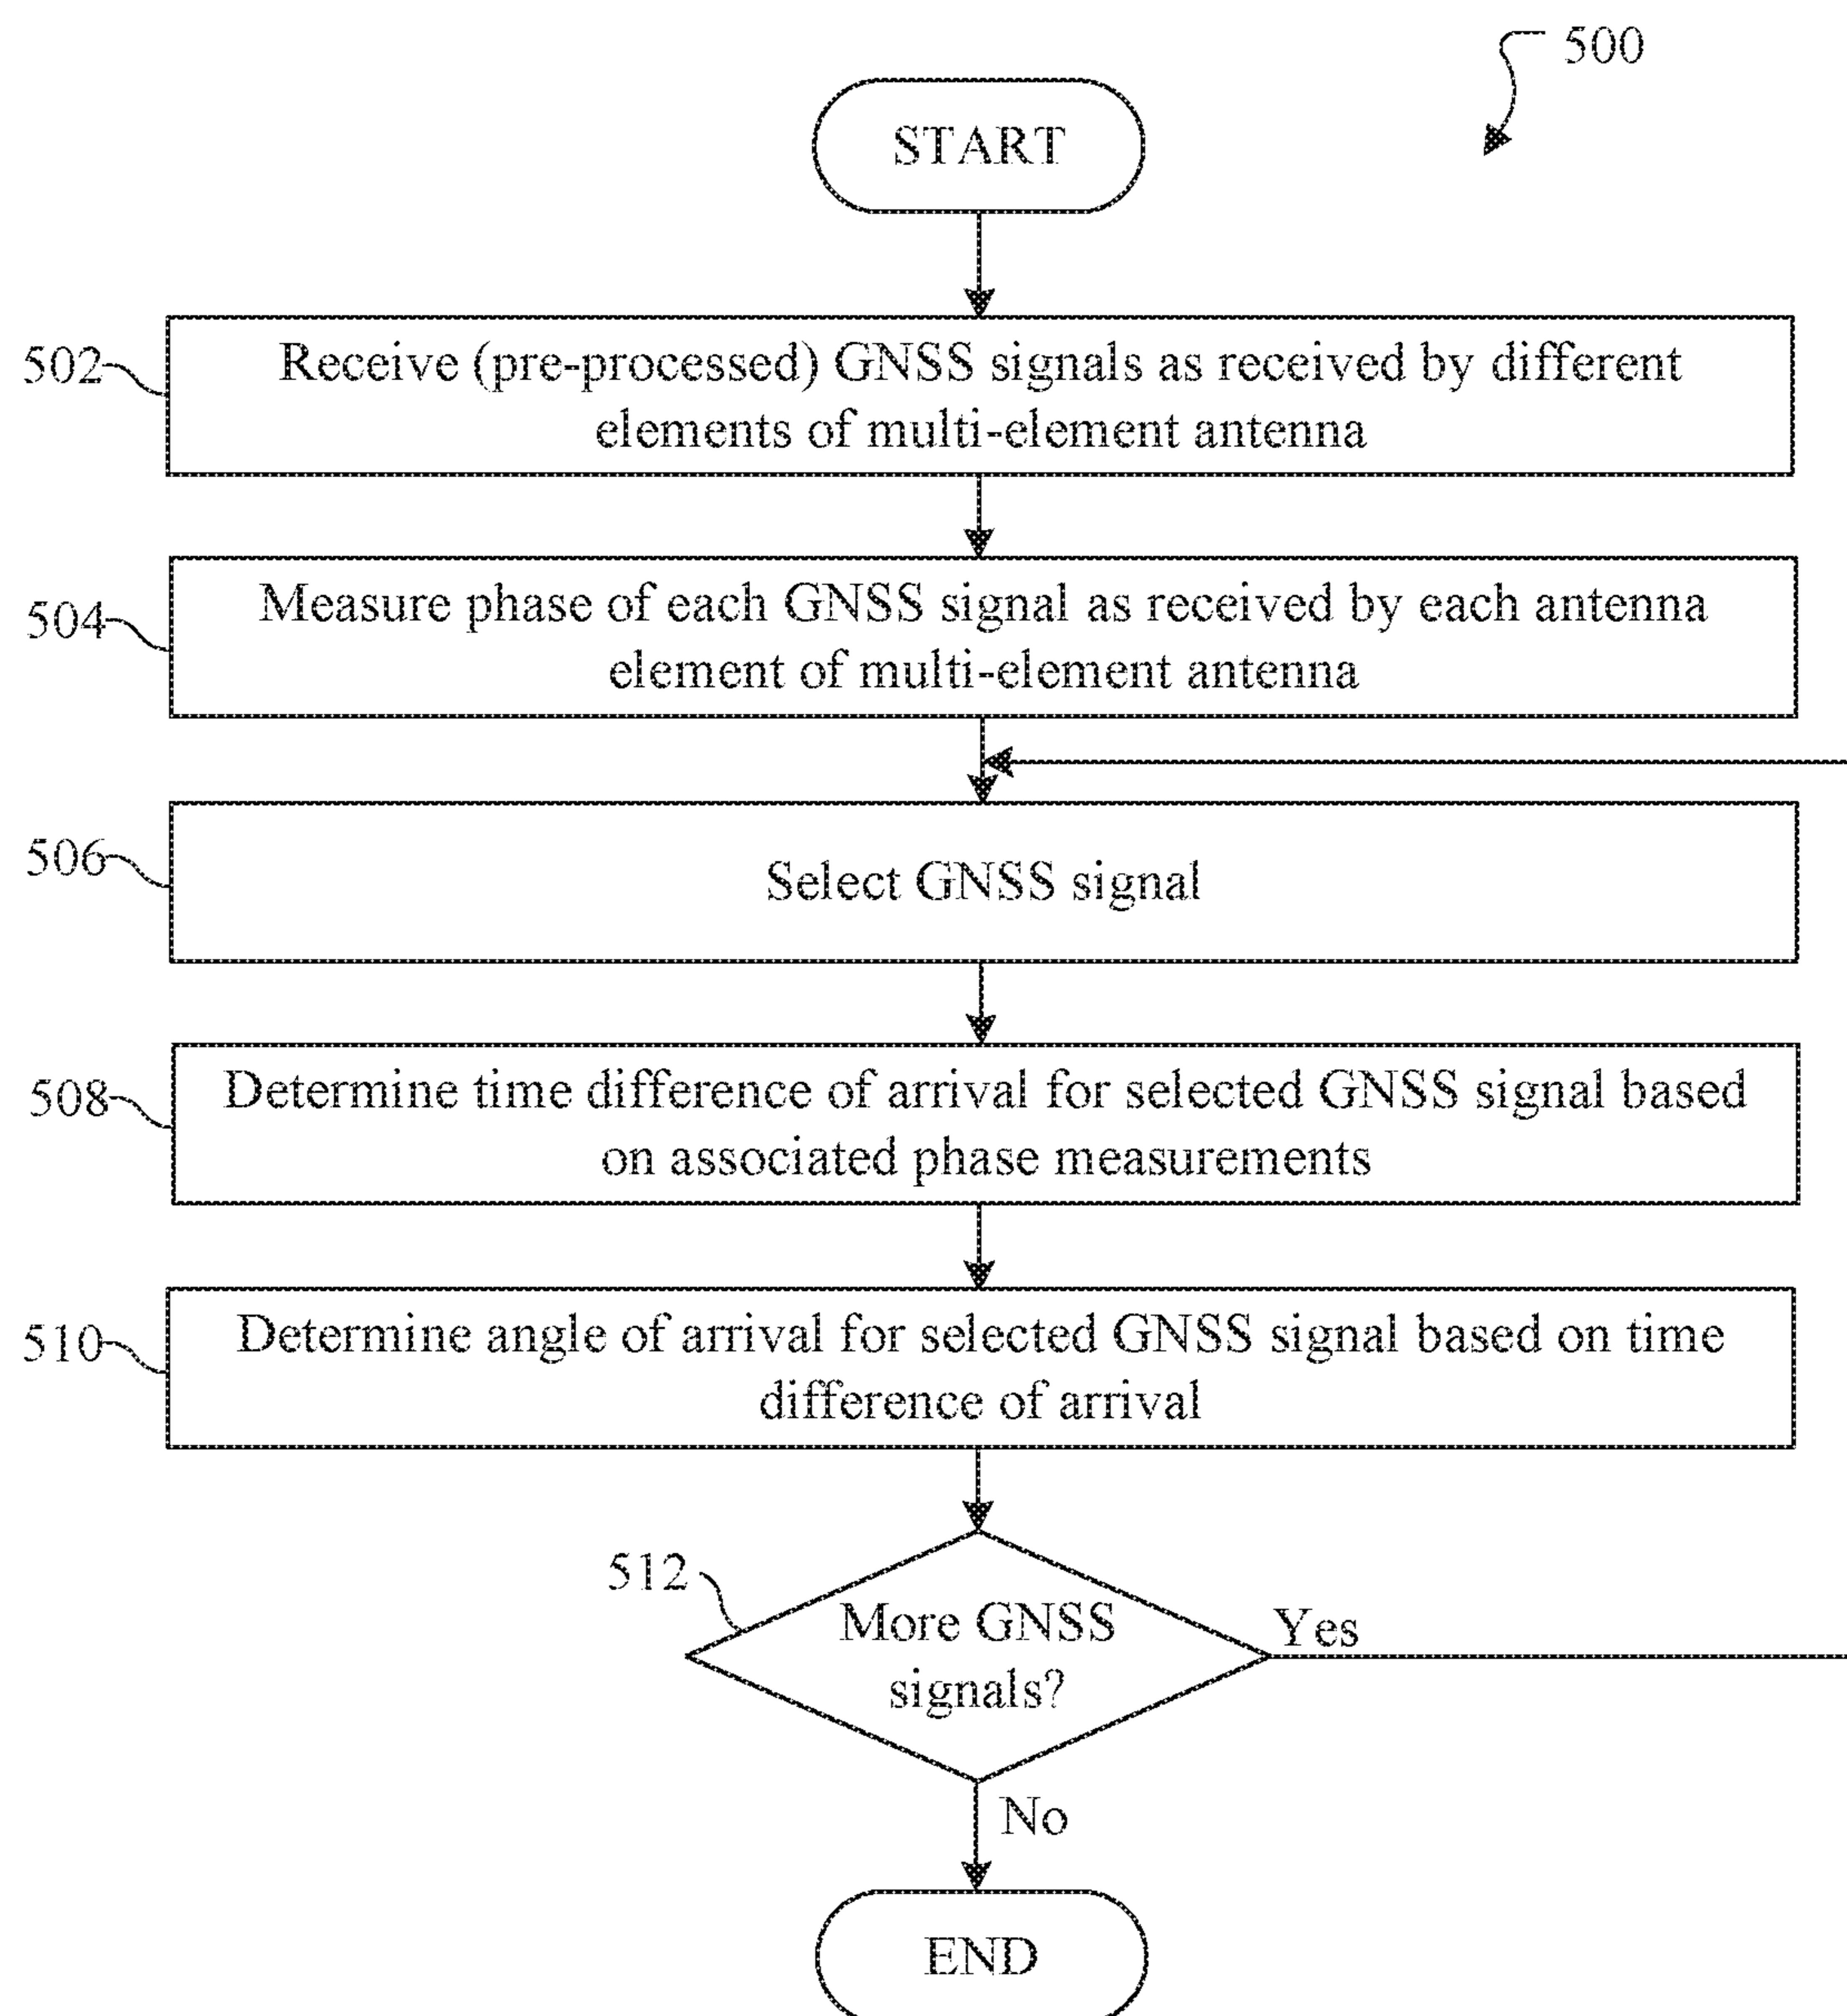 500
START
502
Receive (pre-processed) GNSS signals as received by different
elements of multi-element antenna
504
Measure phase of each GNSS signal as received by each antenna
element of multi-element antenna
506
Select GNSS signal
508
Determine time difference of arrival for selected GNSS signal based
on associated phase measurements
510
Determine angle of arrival for selected GNSS signal based on time
difference of arrival
512
More GNSS
signals?
Yes
No
END